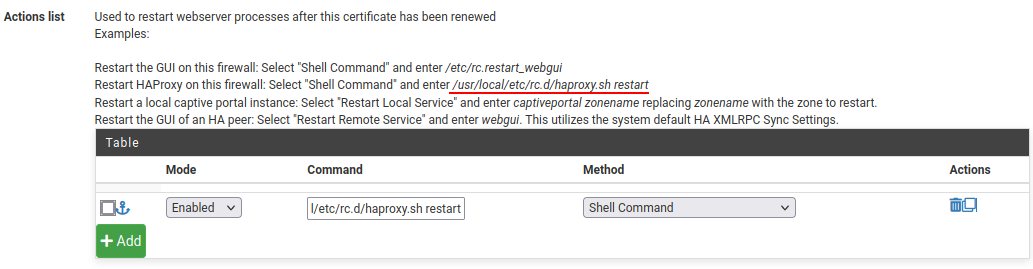 Actions list
Used to restart webserver processes after this certificate has been renewed
Examples:
Restart the GUI on this firewall: Select "Shell Command" and enter /etc/rc.restart_webgui
Restart HAProxy on this firewall: Select "Shell Command" and enter /usr/local/etc/rc.d/haproxy.sh restart
Restart a local captive portal instance: Select "Restart Local Service" and enter captiveportal zonename replacing zonename with the zone to restart.
Restart the GUI of an HA peer: Select "Restart Remote Service" and enter webgui. This utilizes the system default HA XMLRPC Sync Settings.
Table
Mode Command Method Actions
Enabled l/etc/rc.d/haproxy.sh restart Shell Command
Add